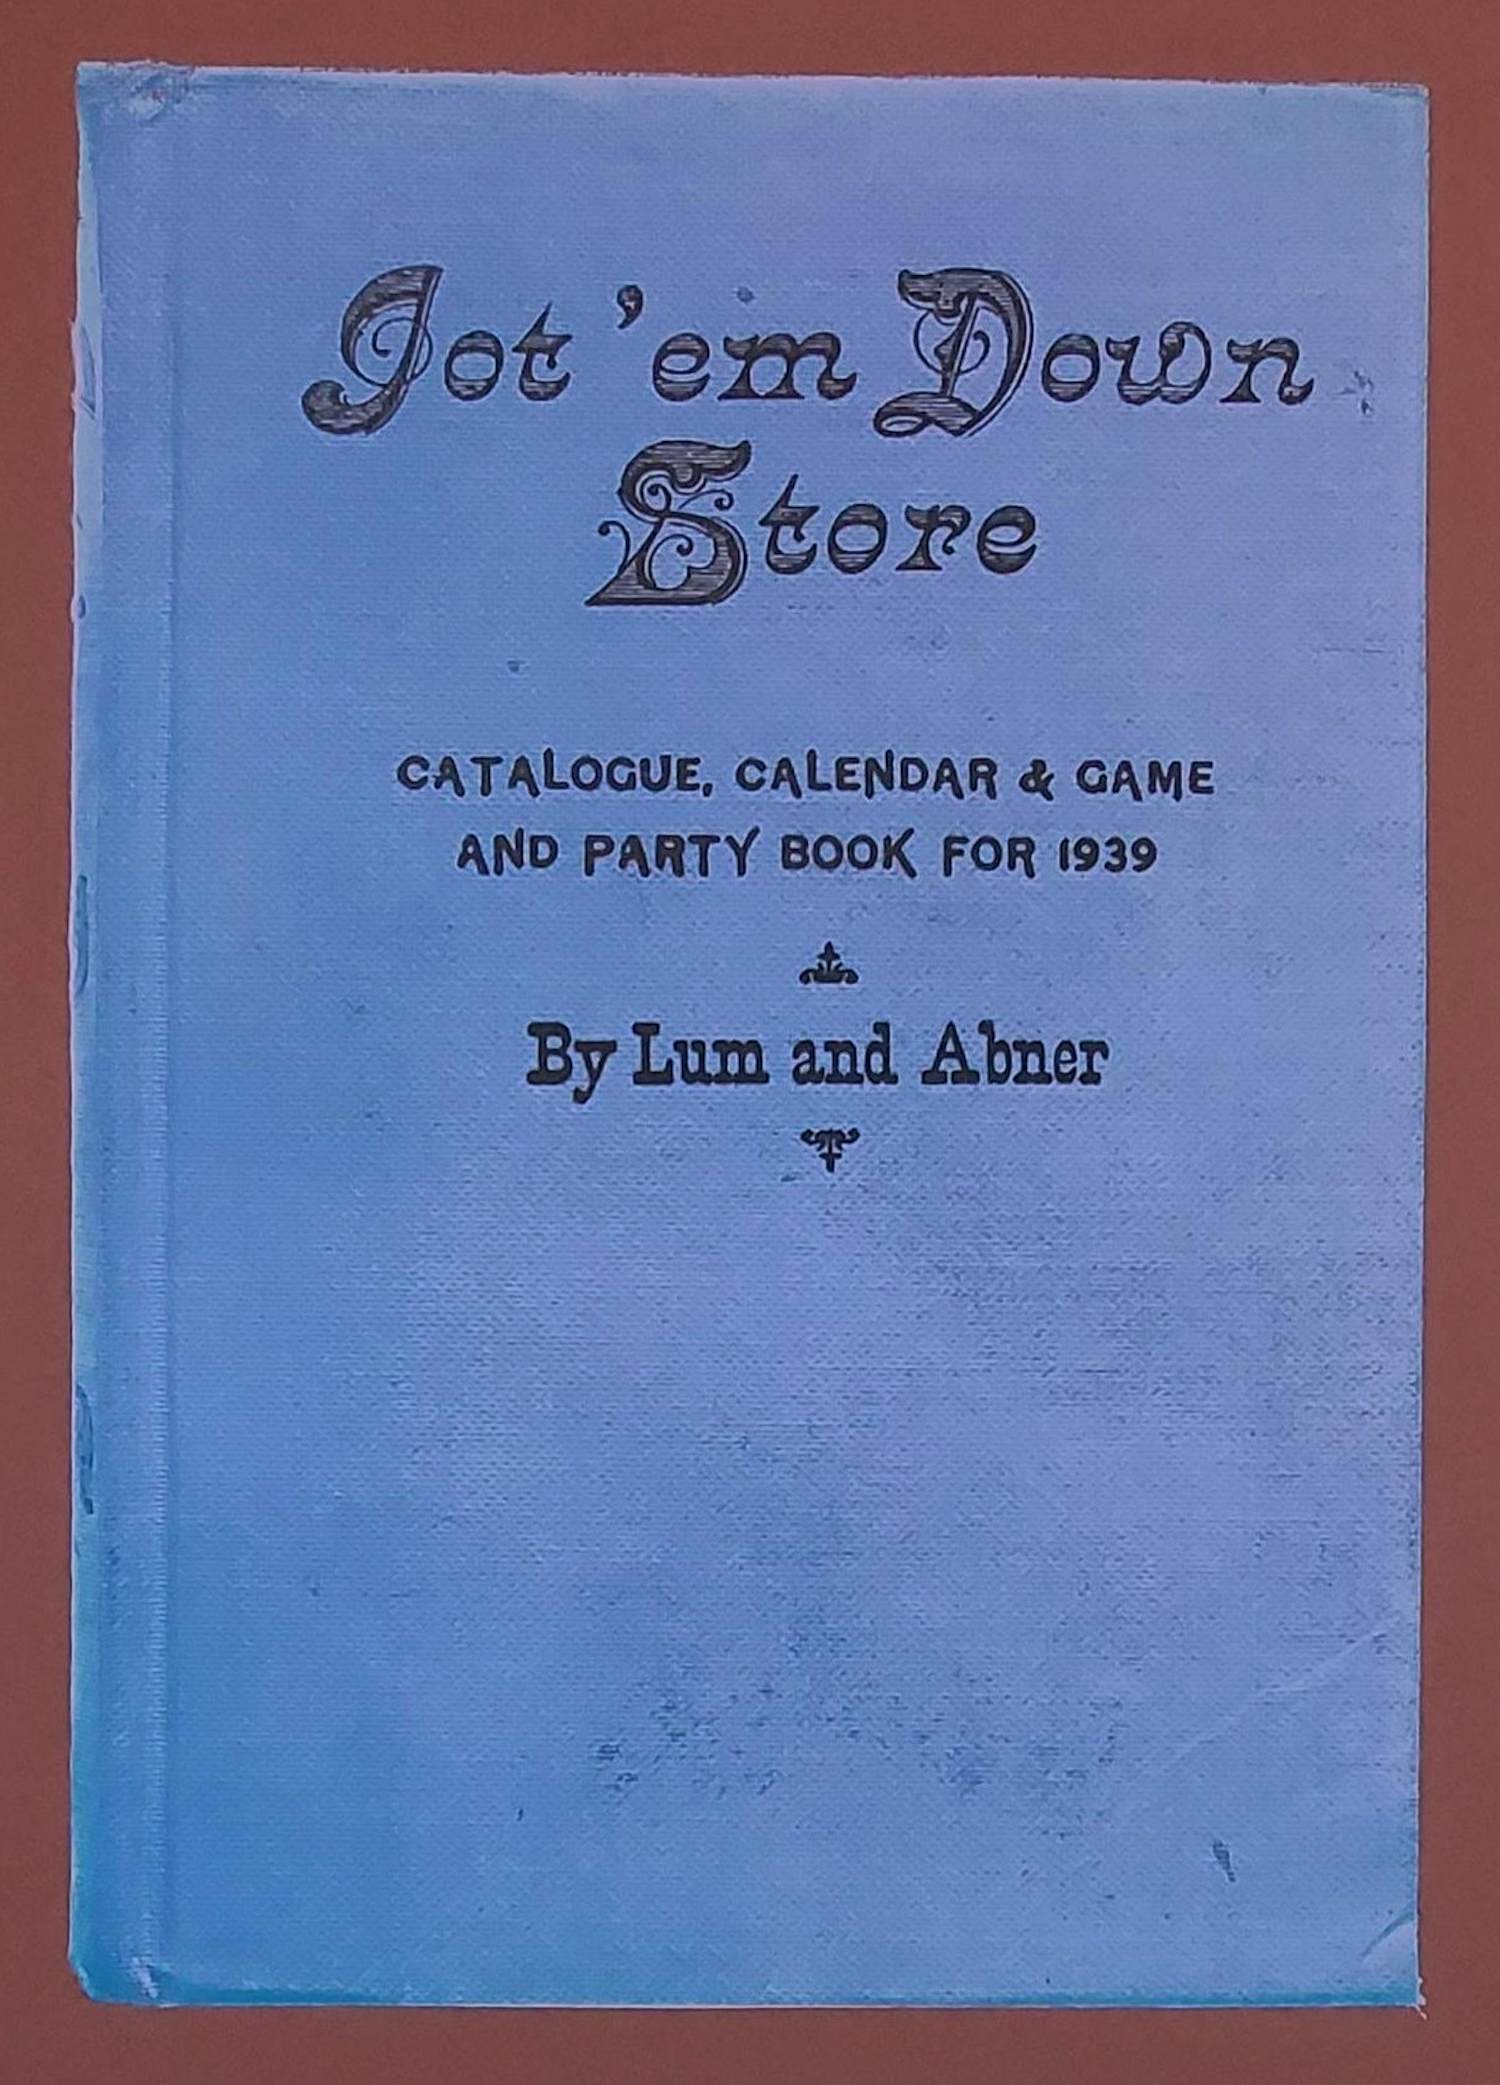 Jot 'em Down
Store
CATALOGUE, CALENDAR & GAME
AND PARTY BOOK FOR 1939
By Lum and Abner